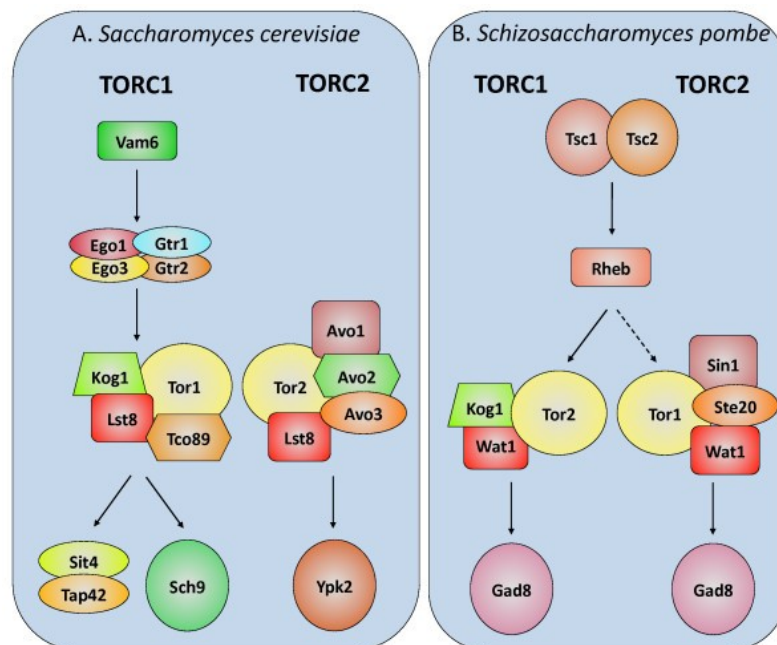 A. Saccharomyces cerevisiae
TORC1
TORC2
Vam6
Ego1
Gtr1
Ego3
Gtr2
Avo1
Kog1
Tor1
Tor2
Avo2
Lst8
Avo3
Tco89
Lst8
Sit4
Tap42
Sch9
Ypk2
B. Schizosaccharomyces pombe
TORC1
TORC2
Tsc1
Tsc2
Rheb
Sin1
Kog1
Tor2
Tor1
Ste20
Wat1
Wat1
Gad8
Gad8